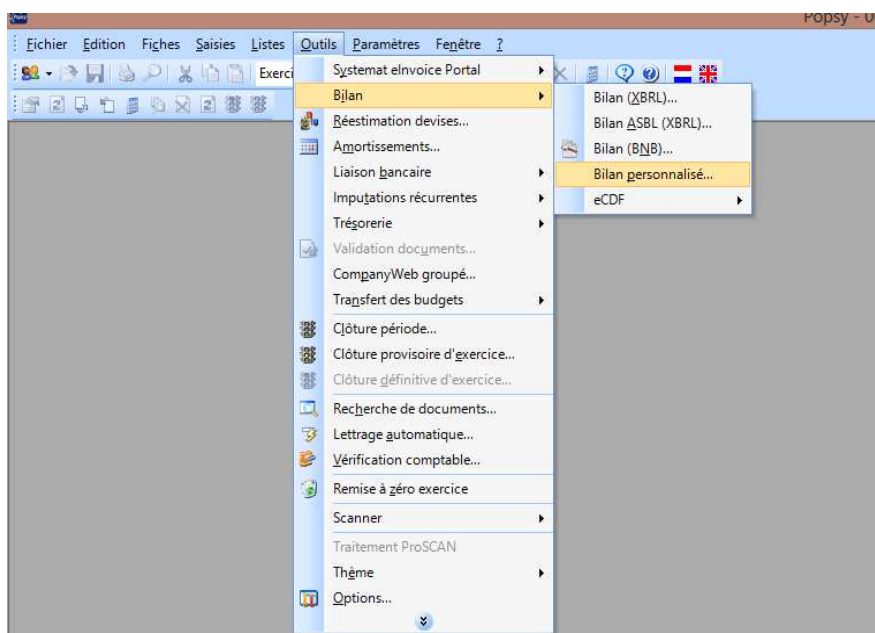 Popsy - 0
Fichier Edition Fiches Saisies Listes Outils Paramètres Fenêtre ?
Exerci
Systemat eInvoice Portal
Bilan
Réestimation devises...
Amortissements...
Liaison bancaire
Imputations récurrentes
Trésorerie
Validation documents...
CompanyWeb groupé...
Transfert des budgets
Clôture période...
Clôture provisoire d'exercice...
Clôture définitive d'exercice...
Recherche de documents...
Lettrage automatique...
Vérification comptable...
Remise à zéro exercice
Scanner
Traitement ProSCAN
Thème
Options...
Bilan (XBRL)...
Bilan ASBL (XBRL)...
Bilan (BNB)...
Bilan personnalisé...
eCDF